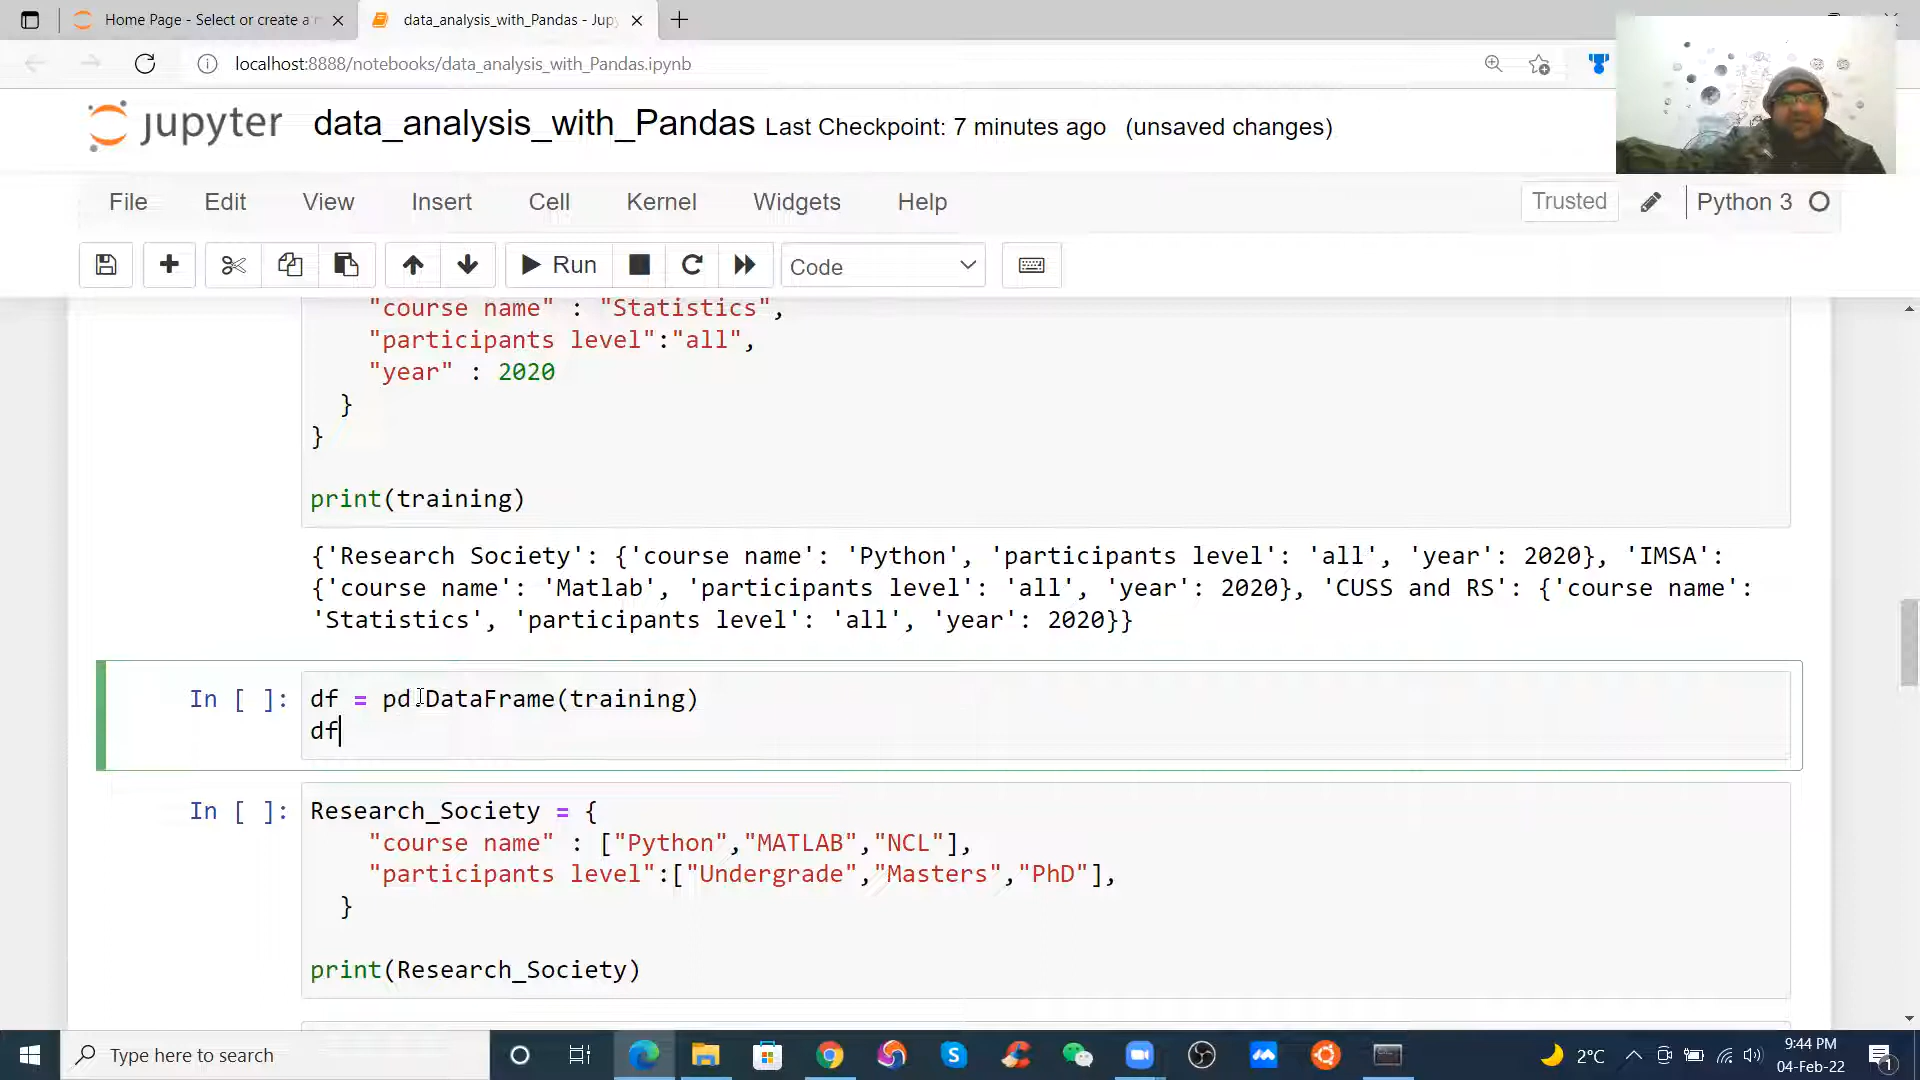 Home Page - Select or create a n
data_analysis_with_Pandas - Jup
localhost:8888/notebooks/data_analysis_with_Pandas.ipynb
jupyter data_analysis_with_Pandas Last Checkpoint: 7 minutes ago (unsaved changes)
File Edit View Insert Cell Kernel Widgets Help Trusted Python 3
Run Code
"course name" : "Statistics",
"participants level":"all",
"year" : 2020
}
}
print(training)
{'Research Society': {'course name': 'Python', 'participants level': 'all', 'year': 2020}, 'IMSA':
{'course name': 'Matlab', 'participants level': 'all', 'year': 2020}, 'CUSS and RS': {'course name':
'Statistics', 'participants level': 'all', 'year': 2020}}
In [ ]: df = pd.DataFrame(training)
df
In [ ]: Research_Society = {
"course name" : ["Python","MATLAB","NCL"],
"participants level":["Undergrade","Masters","PhD"],
}
print(Research_Society)
Type here to search
2°C
9:44 PM
04-Feb-22
1